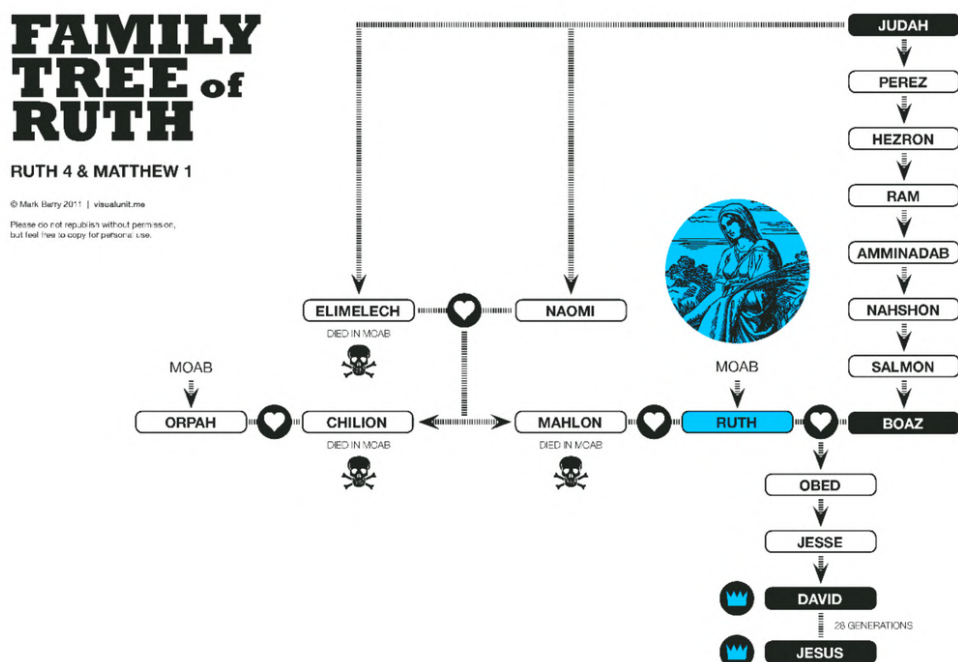 FAMILY
TREE of
RUTH
RUTH 4 & MATTHEW 1
© Mark Barry 2011 | visualunit.me
Please do not republish without permission,
but feel free to copy for personal use.
JUDAH
PEREZ
HEZRON
RAM
AMMINADAB
ELIMELECH
NAOMI
NAHSHON
DIED IN MOAB
MOAB
MOAB
SALMON
ORPAH
CHILION
MAHLON
RUTH
BOAZ
DIED IN MOAB
DIED IN MOAB
OBED
JESSE
DAVID
28 GENERATIONS
JESUS